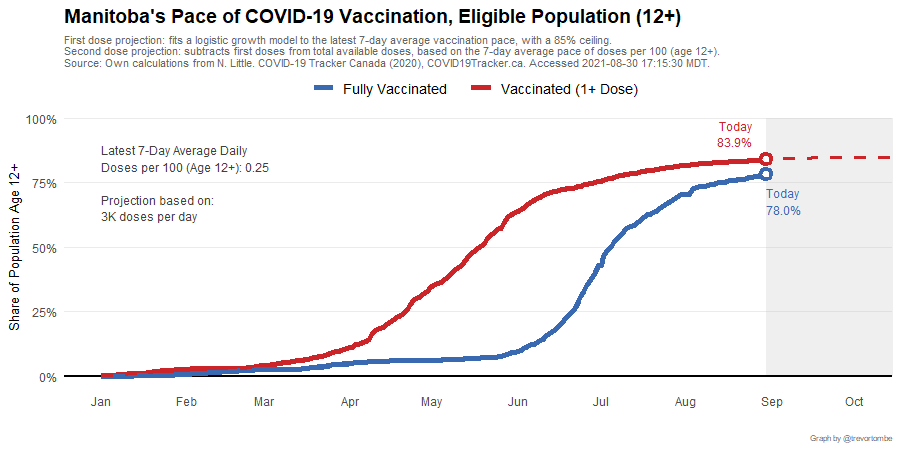 Manitoba's Pace of COVID-19 Vaccination, Eligible Population (12+)
First dose projection: fits a logistic growth model to the latest 7-day average vaccination pace, with a 85% ceiling.
Second dose projection: subtracts first doses from total available doses, based on the 7-day average pace of doses per 100 (age 12+).
Source: Own calculations from N. Little. COVID-19 Tracker Canada (2020), COVID19Tracker.ca. Accessed 2021-08-30 17:15:30 MDT.
Fully Vaccinated
Vaccinated (1+ Dose)
Share of Population Age 12+
100%
75%
50%
25%
0%
Latest 7-Day Average Daily
Doses per 100 (Age 12+): 0.25
Projection based on:
3K doses per day
Today
83.9%
Today
78.0%
Jan Feb Mar Apr May Jun Jul Aug Sep Oct
Graph by @trevortombe